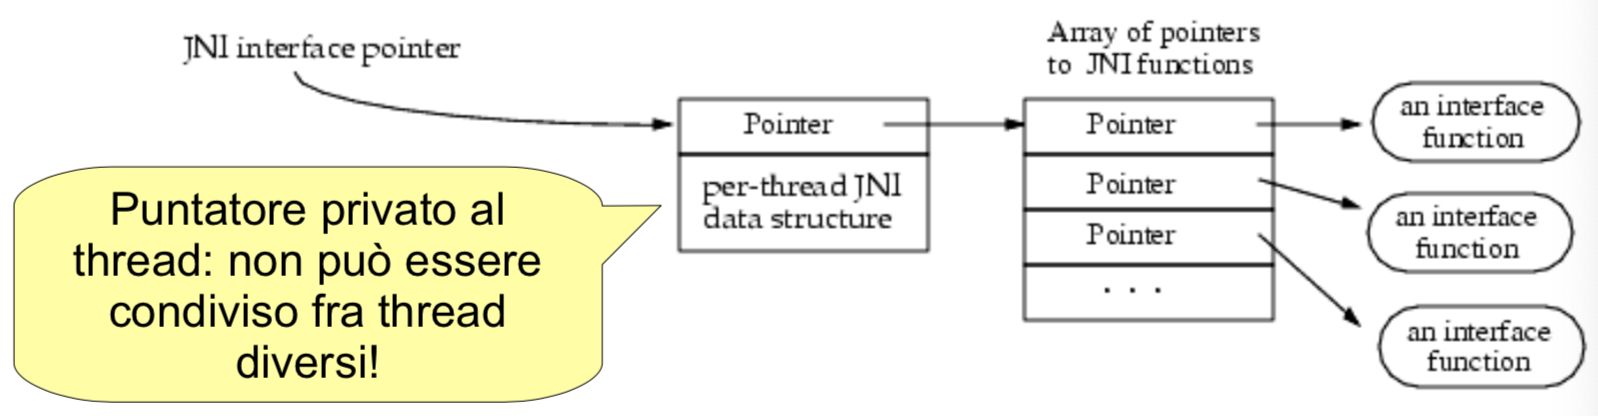 JNI interface pointer
Array of pointers
to JNI functions
Pointer
per-thread JNI
data structure
Pointer
Pointer
Pointer
. . .
an interface
function
an interface
function
an interface
function
Puntatore privato al
thread: non può essere
condiviso fra thread
diversi!